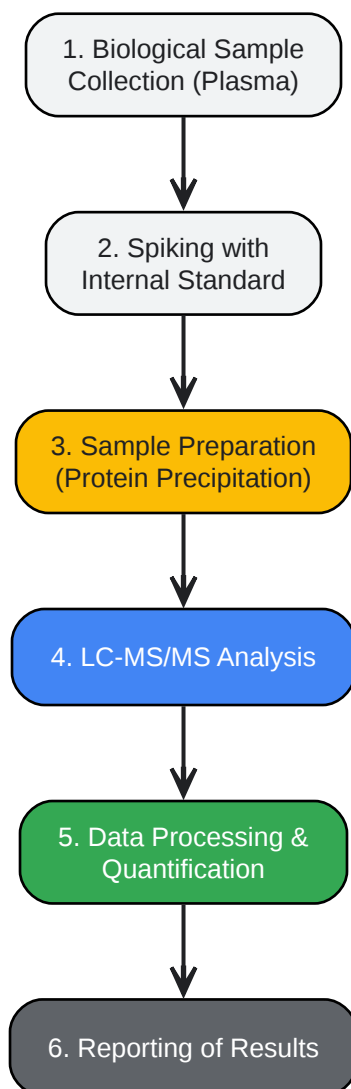 1. Biological Sample
Collection (Plasma)
2. Spiking with
Internal Standard
3. Sample Preparation
(Protein Precipitation)
4. LC-MS/MS Analysis
5. Data Processing &
Quantification
6. Reporting of Results